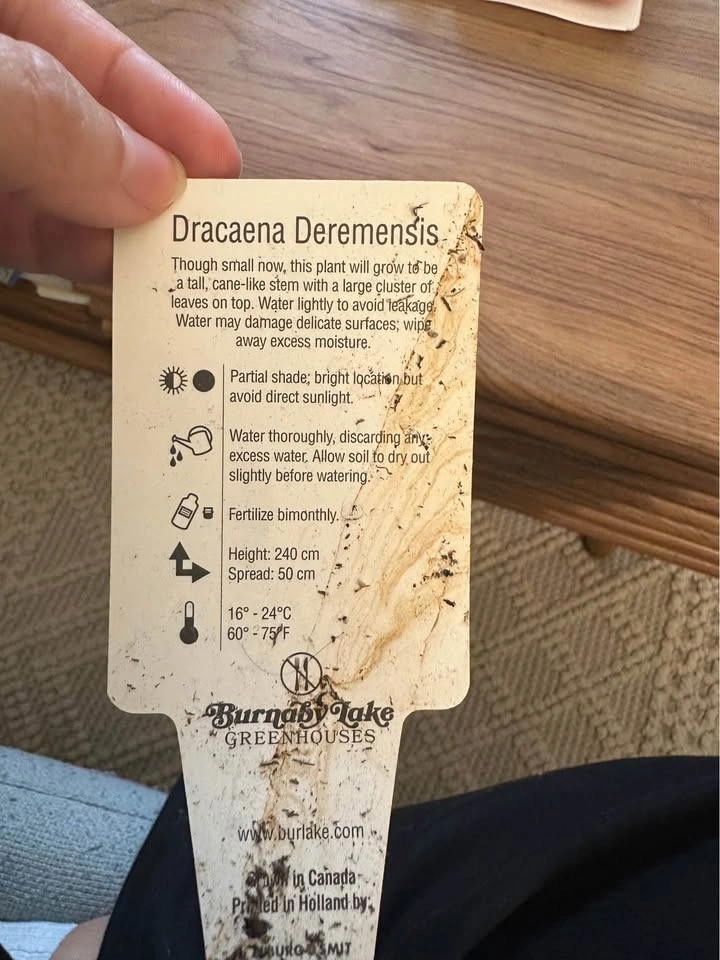 Dracaena Deremensis
Though small now, this plant will grow to be
a tall, cane-like stem with a large cluster of
leaves on top. Water lightly to avoid leakage.
Water may damage delicate surfaces; wipe
away excess moisture.
Partial shade; bright location but
avoid direct sunlight.
Water thoroughly, discarding any
excess water. Allow soil to dry out
slightly before watering.
Fertilize bimonthly.
Height: 240 cm
Spread: 50 cm
16° - 24°C
60° - 75°F
Burnaby Lake
GREENHOUSES
www.burlake.com
Grown in Canada
Printed in Holland by:
SMIT